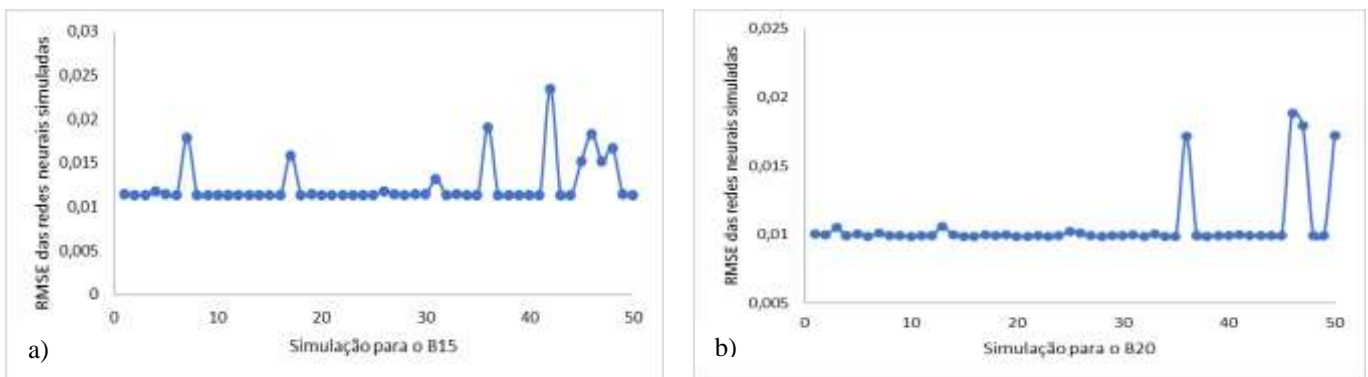 RMSE das redes neurais simuladas
0,03
0,025
0,02
0,015
0,01
0,005
0
0 10 20 30 40 50
Simulação para o B15
a)
RMSE das redes neurais simuladas
0,025
0,02
0,015
0,01
0,005
0 10 20 30 40 50
Simulação para o B20
b)